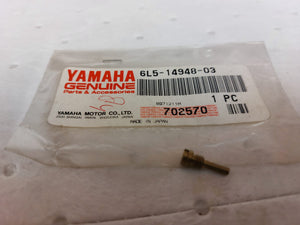 YAMAHA
GENUINE
Parts & Accessories
6L5-14948-03
1 PC
702570
YAMAHA MOTOR CO., LTD.
MADE IN JAPAN